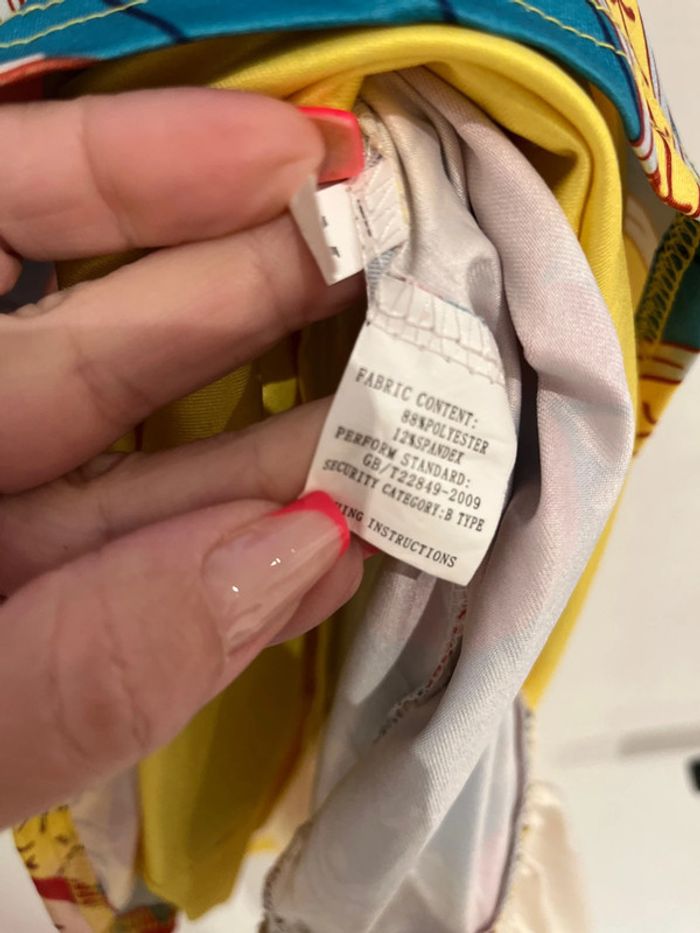 FABRIC CONTENT:
88%POLYESTER
12%SPANDEX
PERFORM STANDARD:
GB/T22849-2009
SECURITY CATEGORY:B TYPE
INSTRUCTIONS